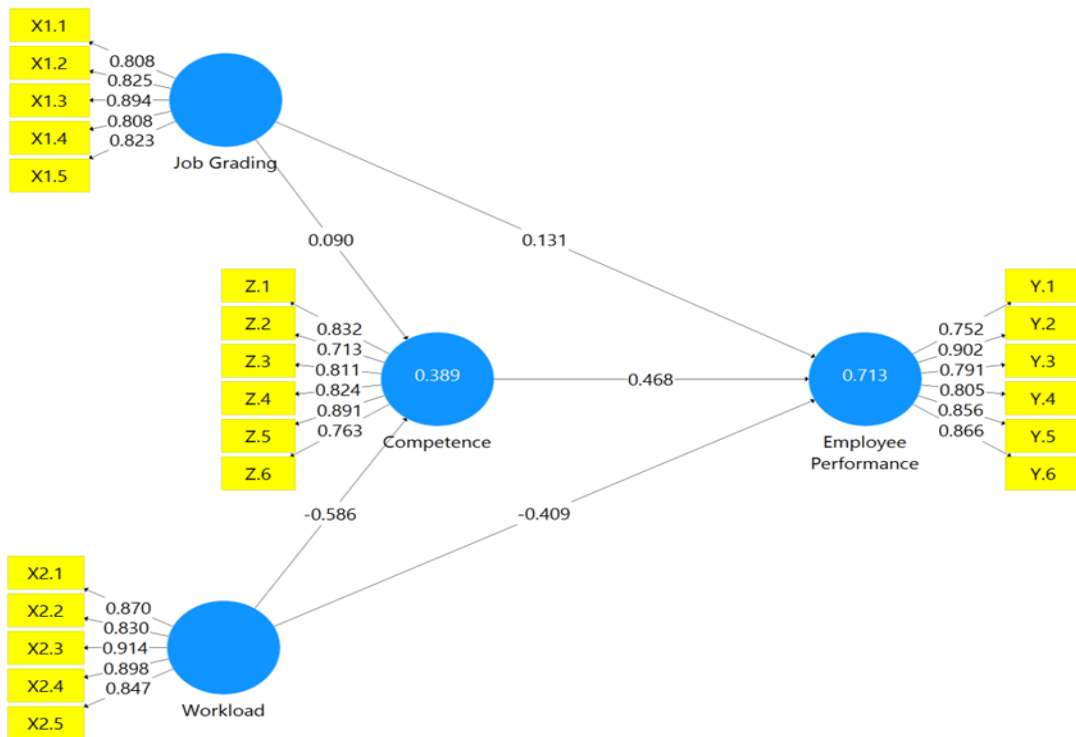 X1.1
X1.2
X1.3
X1.4
X1.5
0.808
0.825
0.894
0.808
0.823
Job Grading
0.090
0.131
Z.1
Z.2
Z.3
Z.4
Z.5
Z.6
0.832
0.713
0.811
0.824
0.891
0.763
0.389
Competence
0.468
0.713
Employee
Performance
0.752
0.902
0.791
0.805
0.856
0.866
Y.1
Y.2
Y.3
Y.4
Y.5
Y.6
-0.586
-0.409
X2.1
X2.2
X2.3
X2.4
X2.5
0.870
0.830
0.914
0.898
0.847
Workload